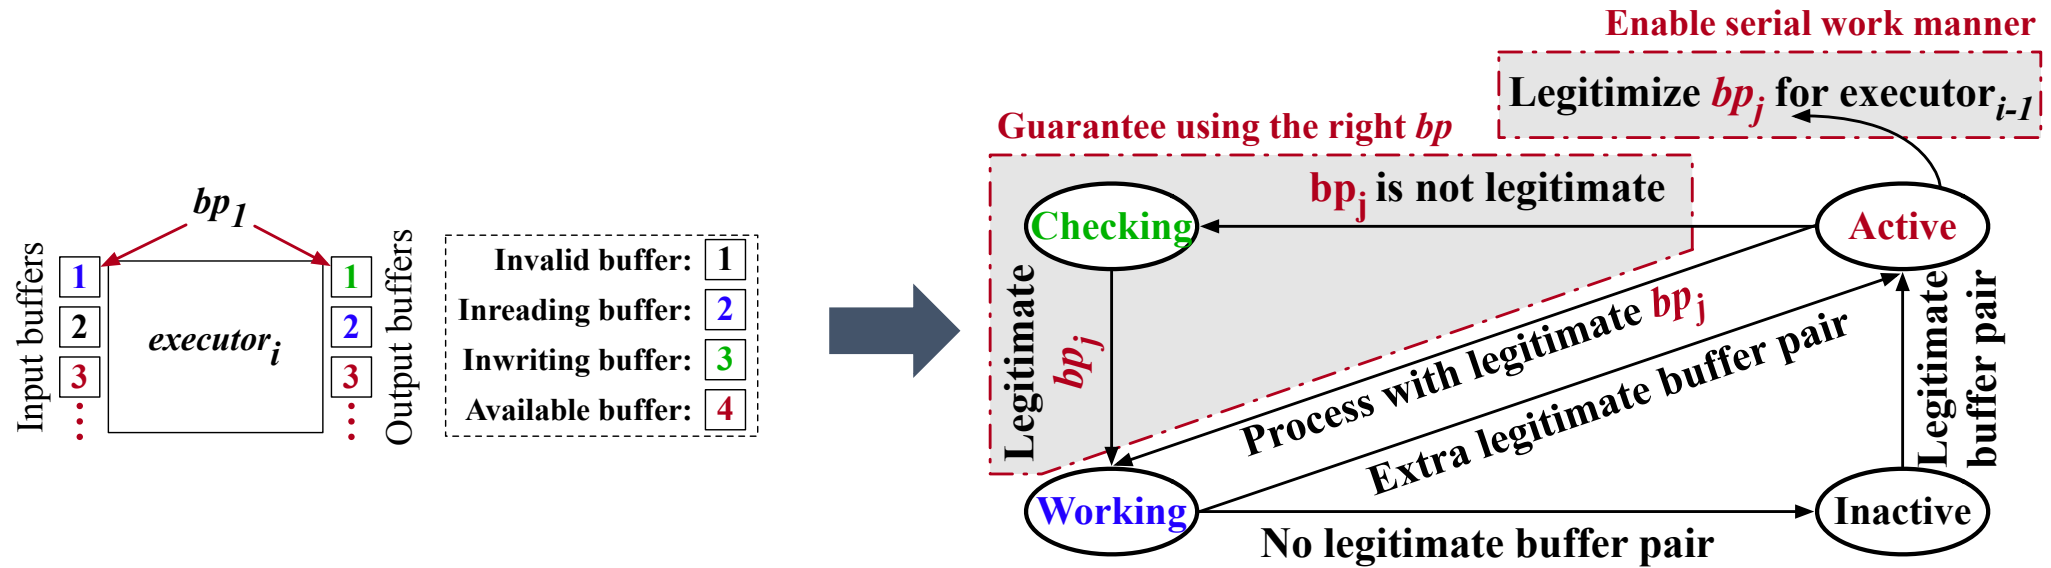 Enable serial work manner
Legitimize bpj for executori-1
Guarantee using the right bp
bpj is not legitimate
Checking
Active
Legitimate
bpj
Process with legitimate bpj
Extra legitimate buffer pair
Legitimate
buffer pair
Working
Inactive
No legitimate buffer pair
bp1
Input buffers
1
2
3
executori
1
2
3
Output buffers
Invalid buffer: 1
Inreading buffer: 2
Inwriting buffer: 3
Available buffer: 4